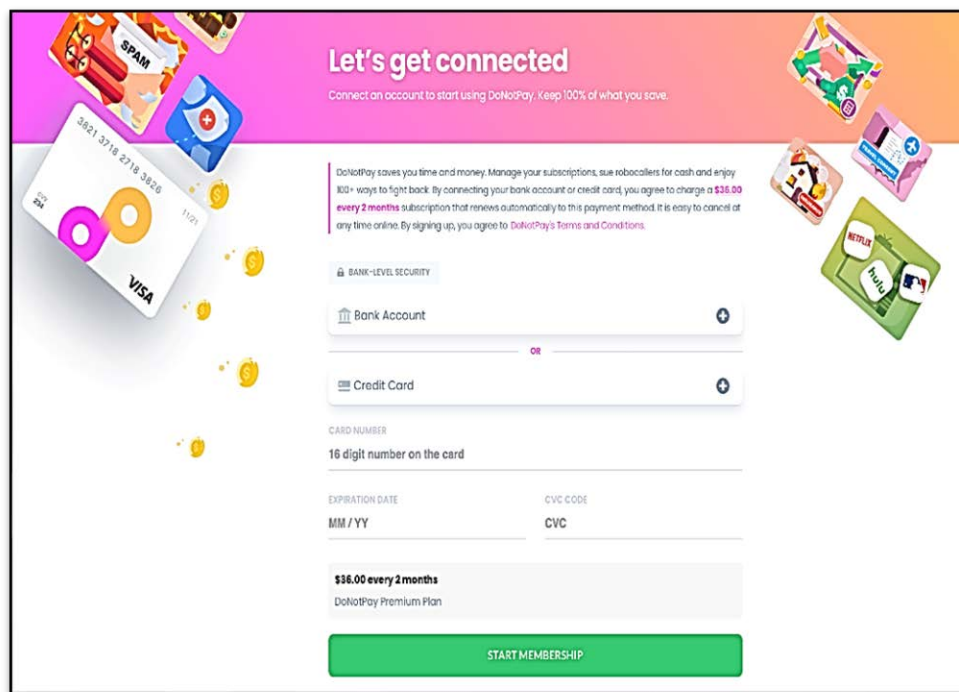 Let's get connected
Connect an account to start using DoNotPay. Keep 100% of what you save.
SPAM
3821 3718 2718 3826
CVV
234
11/21
VISA
NETFLIX
hulu
DoNotPay saves you time and money. Manage your subscriptions, sue robocallers for cash and enjoy
100+ ways to fight back. By connecting your bank account or credit card, you agree to charge a $36.00
every 2 months subscription that renews automatically to this payment method. It is easy to cancel at
any time online. By signing up, you agree to DoNotPay's Terms and Conditions.
BANK-LEVEL SECURITY
Bank Account
OR
Credit Card
CARD NUMBER
16 digit number on the card
EXPIRATION DATE
CVC CODE
MM / YY
CVC
$36.00 every 2 months
DoNotPay Premium Plan
START MEMBERSHIP